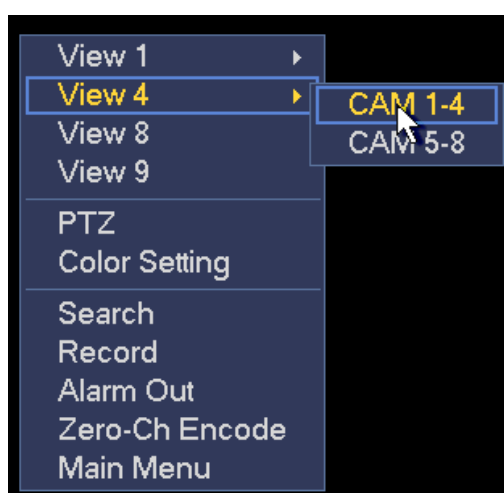 View 1
View 4
CAM 1-4
View 8
CAM 5-8
View 9
PTZ
Color Setting
Search
Record
Alarm Out
Zero-Ch Encode
Main Menu